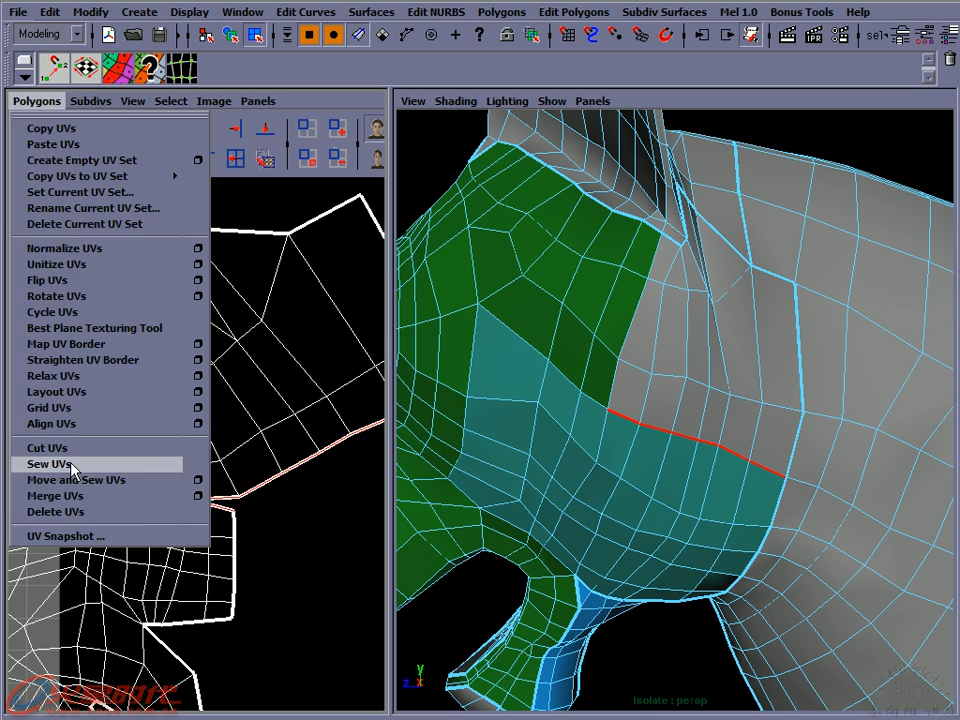 File Edit Modify Create Display Window Edit Curves Surfaces Edit NURBS Polygons Edit Polygons Subdiv Surfaces Mel 1.0 Bonus Tools Help
Modeling
IPR sel
1 2 ?
Polygons Subdivs View Select Image Panels
View Shading Lighting Show Panels
Copy UVs
Paste UVs
Create Empty UV Set
Copy UVs to UV Set
Set Current UV Set...
Rename Current UV Set...
Delete Current UV Set
Normalize UVs
Unitize UVs
Flip UVs
Rotate UVs
Cycle UVs
Best Plane Texturing Tool
Map UV Border
Straighten UV Border
Relax UVs
Layout UVs
Grid UVs
Align UVs
Cut UVs
Sew UVs
Move and Sew UVs
Merge UVs
Delete UVs
UV Snapshot ...
y
z x
Isolate : persp